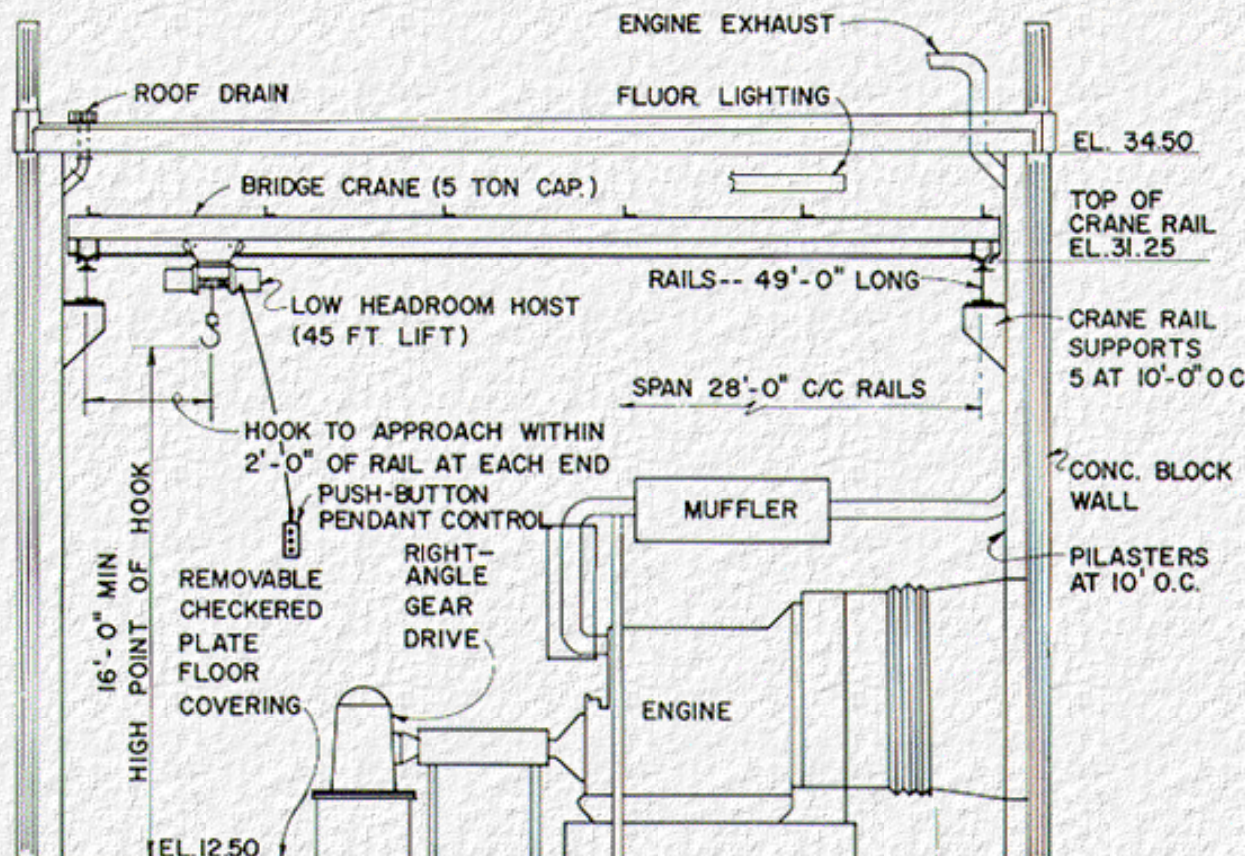 ENGINE EXHAUST
ROOF DRAIN
FLUOR. LIGHTING
EL. 34.50
BRIDGE CRANE (5 TON CAP.)
TOP OF
CRANE RAIL
EL. 31.25
RAILS-- 49'-0" LONG
LOW HEADROOM HOIST
(45 FT. LIFT)
CRANE RAIL
SUPPORTS
5 AT 10'-0" O C
SPAN 28'-0" C/C RAILS
HOOK TO APPROACH WITHIN
2'-0" OF RAIL AT EACH END
CONC. BLOCK
WALL
PUSH-BUTTON
PENDANT CONTROL
MUFFLER
16'-0" MIN
HIGH POINT OF HOOK
RIGHT-
ANGLE
GEAR
DRIVE
PILASTERS
AT 10' O.C.
REMOVABLE
CHECKERED
PLATE
FLOOR
COVERING
ENGINE
EL. 12.50